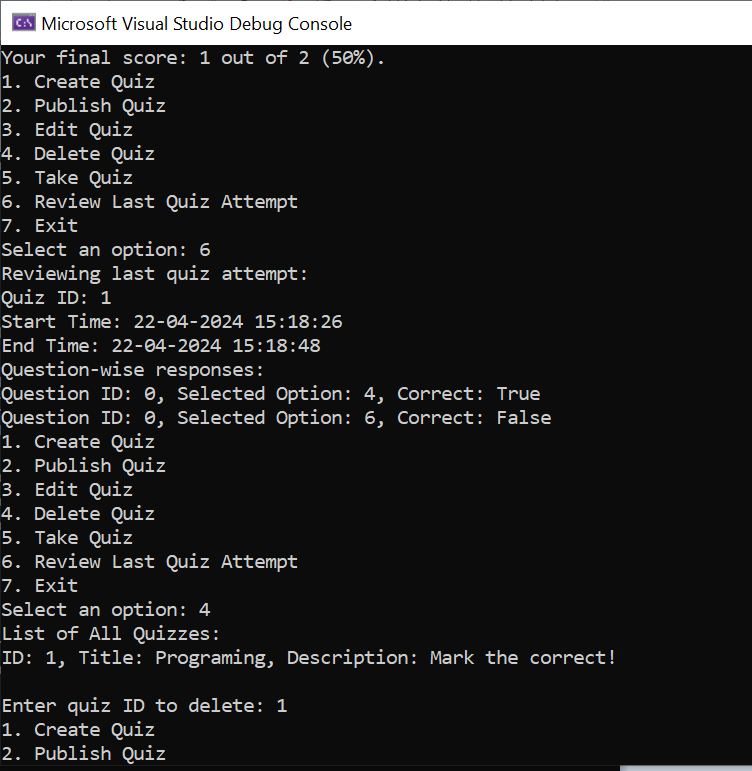 C:\
Microsoft Visual Studio Debug Console
Your final score: 1 out of 2 (50%).
1. Create Quiz
2. Publish Quiz
3. Edit Quiz
4. Delete Quiz
5. Take Quiz
6. Review Last Quiz Attempt
7. Exit
Select an option: 6
Reviewing last quiz attempt:
Quiz ID: 1
Start Time: 22-04-2024 15:18:26
End Time: 22-04-2024 15:18:48
Question-wise responses:
Question ID: 0, Selected Option: 4, Correct: True
Question ID: 0, Selected Option: 6, Correct: False
1. Create Quiz
2. Publish Quiz
3. Edit Quiz
4. Delete Quiz
5. Take Quiz
6. Review Last Quiz Attempt
7. Exit
Select an option: 4
List of All Quizzes:
ID: 1, Title: Programing, Description: Mark the correct!
Enter quiz ID to delete: 1
1. Create Quiz
2. Publish Quiz